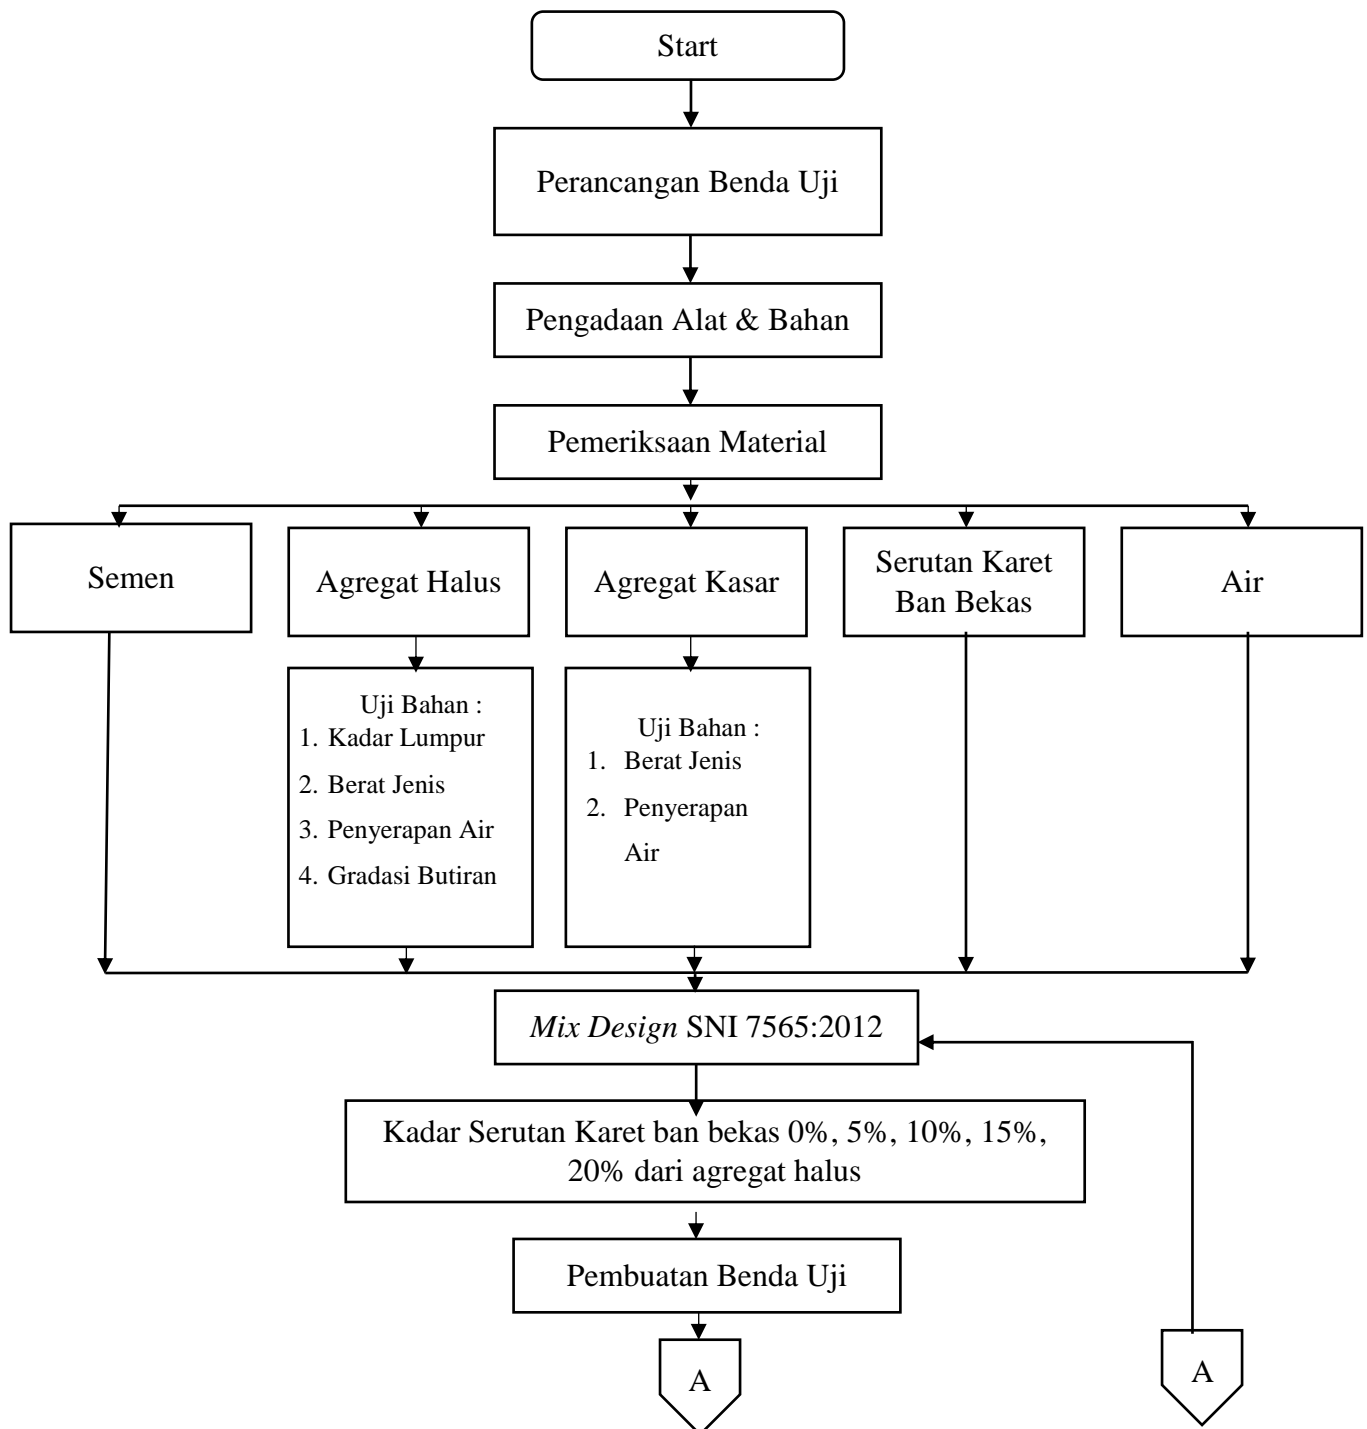 Start
Perancangan Benda Uji
Pengadaan Alat & Bahan
Pemeriksaan Material
Semen
Agregat Halus
Agregat Kasar
Serutan Karet
Ban Bekas
Air
Uji Bahan :
1. Kadar Lumpur
2. Berat Jenis
3. Penyerapan Air
4. Gradasi Butiran
Uji Bahan :
1. Berat Jenis
2. Penyerapan
Air
Mix Design SNI 7565:2012
Kadar Serutan Karet ban bekas 0%, 5%, 10%, 15%,
20% dari agregat halus
Pembuatan Benda Uji
A
A